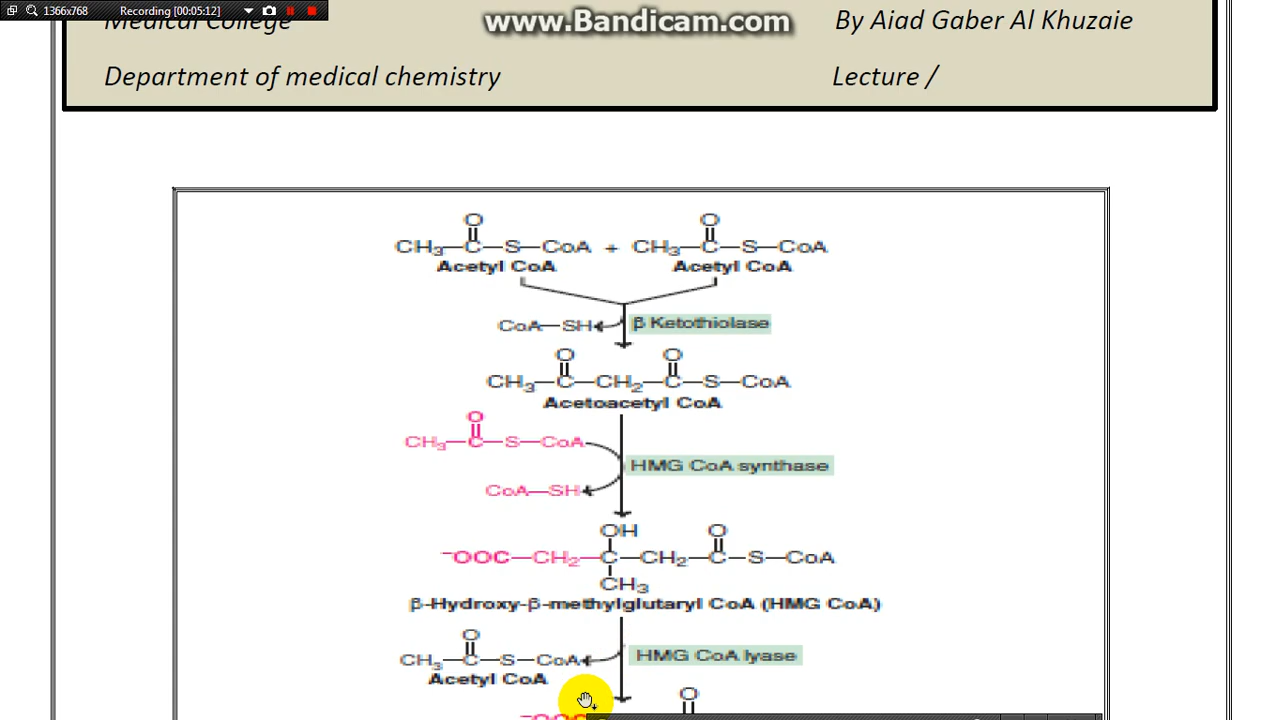 1366x768 Recording [00:05:12]
www.Bandicam.com
Medical College By Aiad Gaber Al Khuzaie
Department of medical chemistry Lecture /
O O
CH3—C—S—CoA + CH3—C—S—CoA
Acetyl CoA Acetyl CoA
CoA—SH β Ketothiolase
O O
CH3—C—CH2—C—S—CoA
Acetoacetyl CoA
O
CH3—C—S—CoA
HMG CoA synthase
CoA—SH
OH O
⁻OOC—CH2—C—CH2—C—S—CoA
CH3
β-Hydroxy-β-methylglutaryl CoA (HMG CoA)
O
CH3—C—S—CoA HMG CoA lyase
Acetyl CoA
O